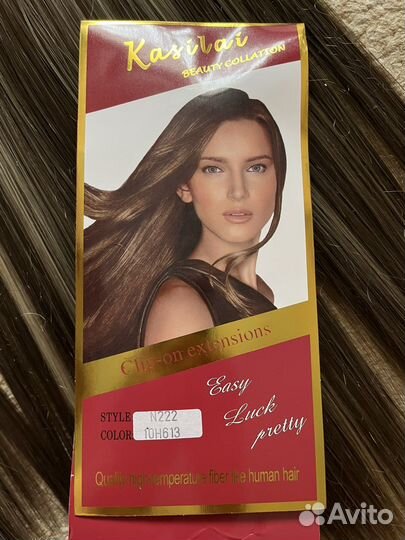 Kasilai
BEAUTY COLLATTON
Clip-on extensions
Easy
Luck
pretty
STYLE: N222
COLOR: 10H613
Quality high-temperature fiber like human hair
Avito